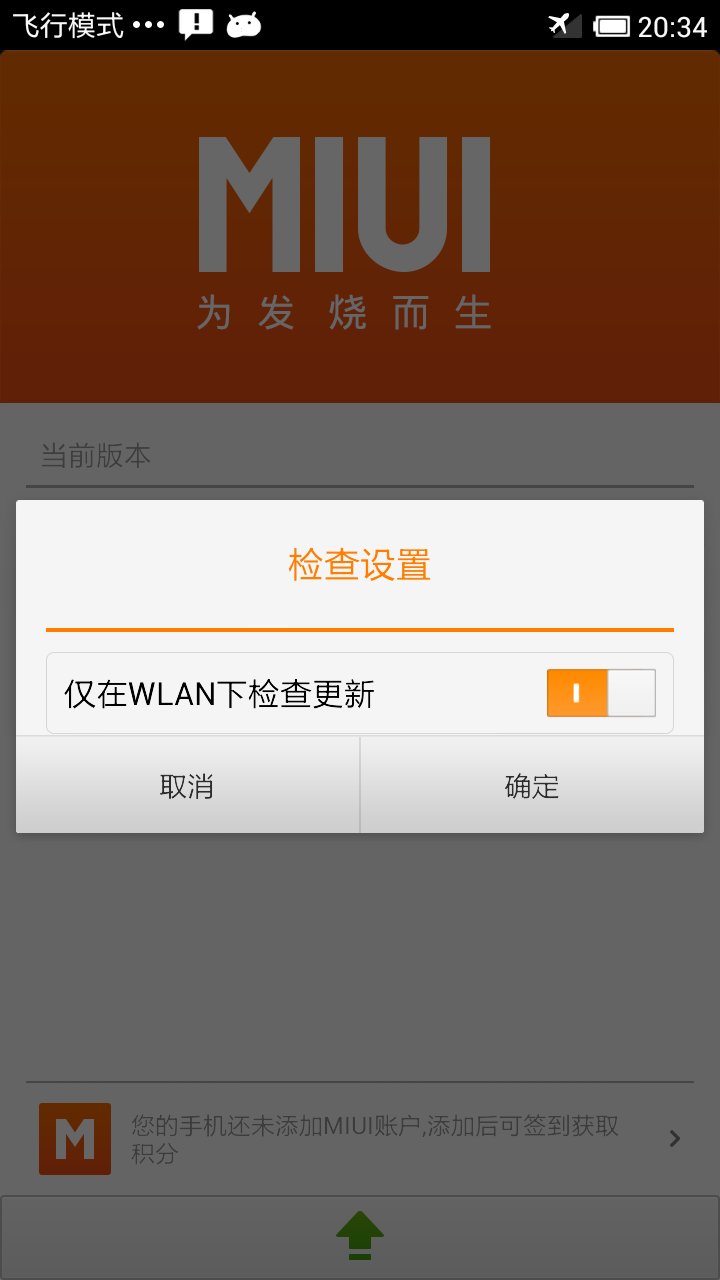 飞行模式 ••• 20:34
MIUI
为发烧而生
当前版本
检查设置
仅在WLAN下检查更新
取消 确定
您的手机还未添加MIUI账户,添加后可签到获取
积分